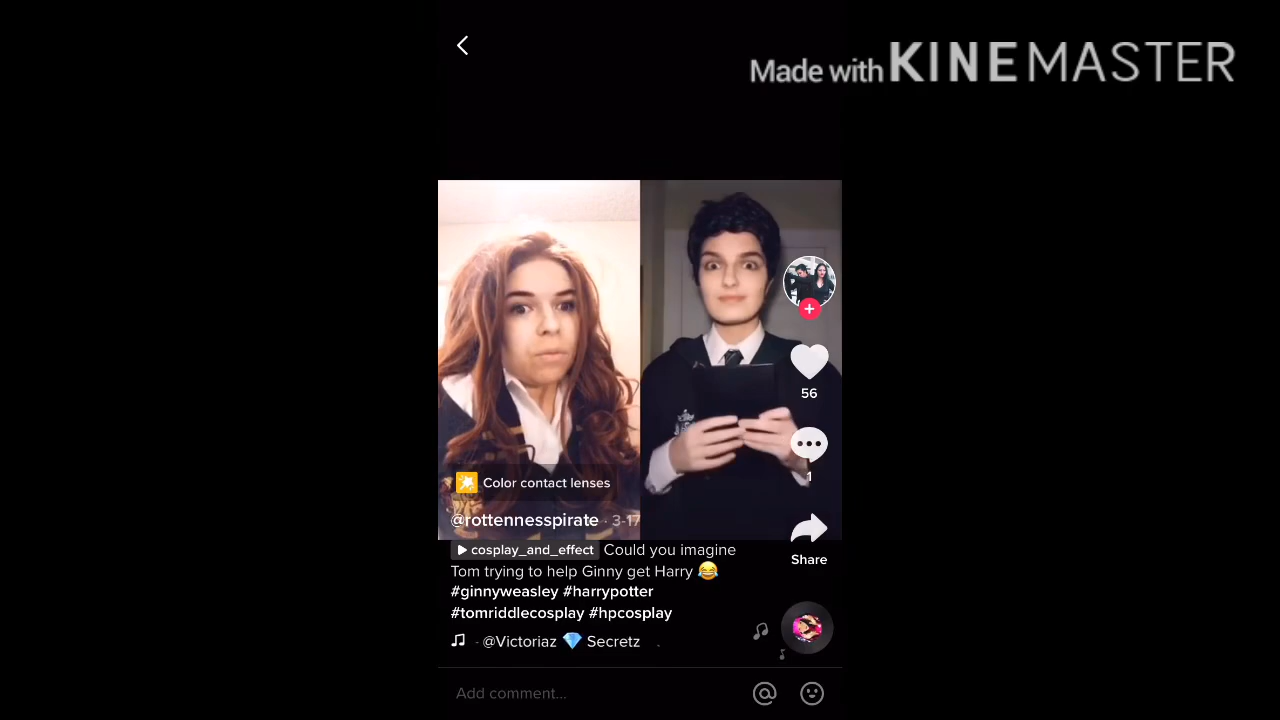 Made with KINEMASTER
56
1
Color contact lenses
@rottennesspirate · 3-17
cosplay_and_effect Could you imagine
Tom trying to help Ginny get Harry 😂
#ginnyweasley #harrypotter
#tomriddlecosplay #hpcosplay
- @Victoriaz 💎 Secretz
Share
Add comment...